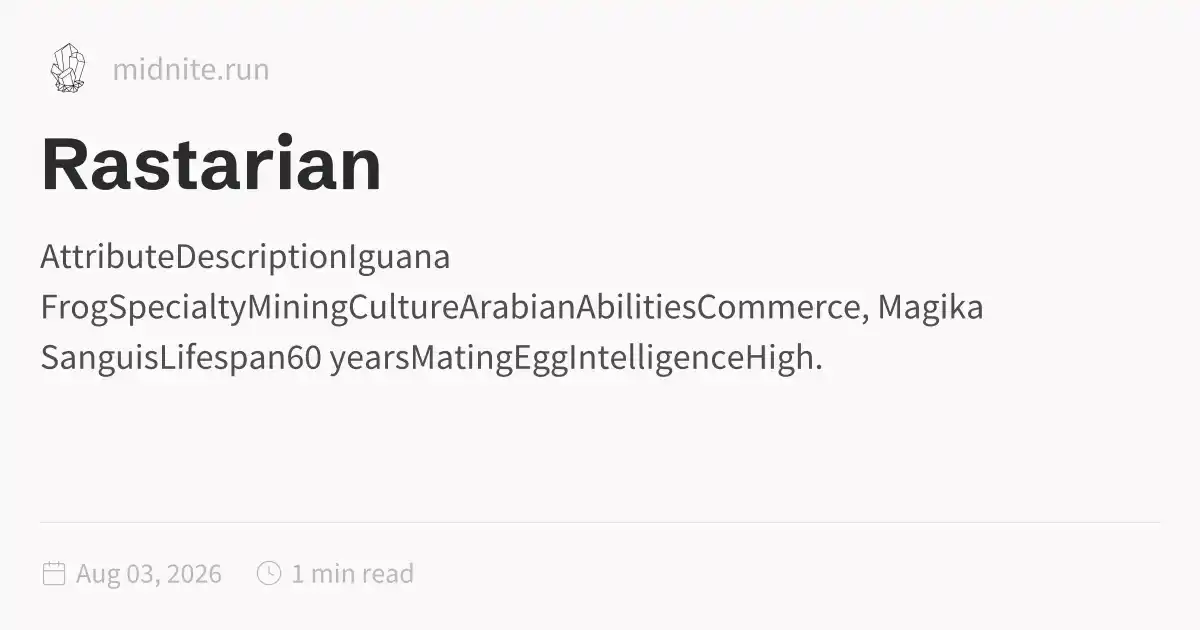 midnite.run
Rastarian
AttributeDescriptionIguana
FrogSpecialtyMiningCultureArabianAbilitiesCommerce, Magika
SanguisLifespan60 yearsMatingEggIntelligenceHigh.
Aug 03, 2026 1 min read